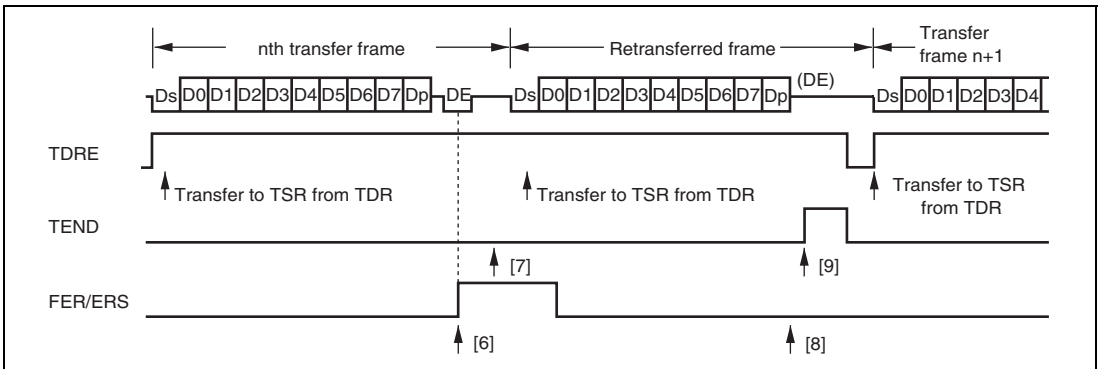 nth transfer frame
Retransferred frame
Transfer
frame n+1
Ds D0 D1 D2 D3 D4 D5 D6 D7 Dp DE Ds D0 D1 D2 D3 D4 D5 D6 D7 Dp (DE) Ds D0 D1 D2 D3 D4
TDRE
Transfer to TSR from TDR
Transfer to TSR from TDR
Transfer to TSR
from TDR
TEND
[7]
[9]
FER/ERS
[6]
[8]